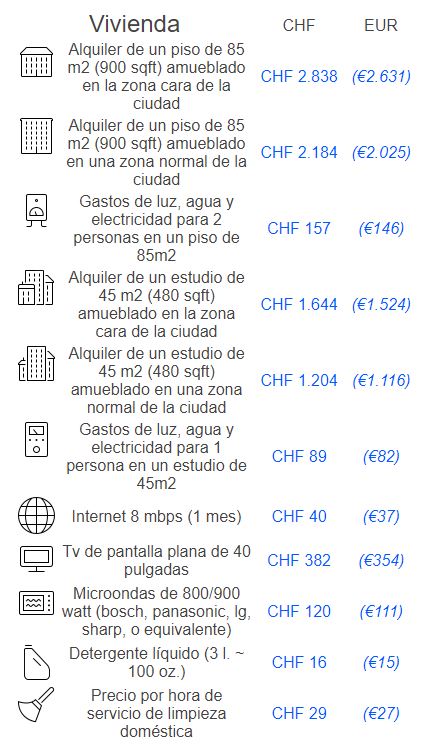 Vivienda CHF EUR
Alquiler de un piso de 85
m2 (900 sqft) amueblado
en la zona cara de la
ciudad
CHF 2.838 (€2.631)
Alquiler de un piso de 85
m2 (900 sqft) amueblado
en una zona normal de la
ciudad
CHF 2.184 (€2.025)
Gastos de luz, agua y
electricidad para 2
personas en un piso de
85m2
CHF 157 (€146)
Alquiler de un estudio de
45 m2 (480 sqft)
amueblado en la zona
cara de la ciudad
CHF 1.644 (€1.524)
Alquiler de un estudio de
45 m2 (480 sqft)
amueblado en una zona
normal de la ciudad
CHF 1.204 (€1.116)
Gastos de luz, agua y
electricidad para 1
persona en un estudio de
45m2
CHF 89 (€82)
Internet 8 mbps (1 mes) CHF 40 (€37)
Tv de pantalla plana de 40
pulgadas
CHF 382 (€354)
Microondas de 800/900
watt (bosch, panasonic, lg,
sharp, o equivalente)
CHF 120 (€111)
Detergente líquido (3 l. ~
100 oz.)
CHF 16 (€15)
Precio por hora de
servicio de limpieza
doméstica
CHF 29 (€27)